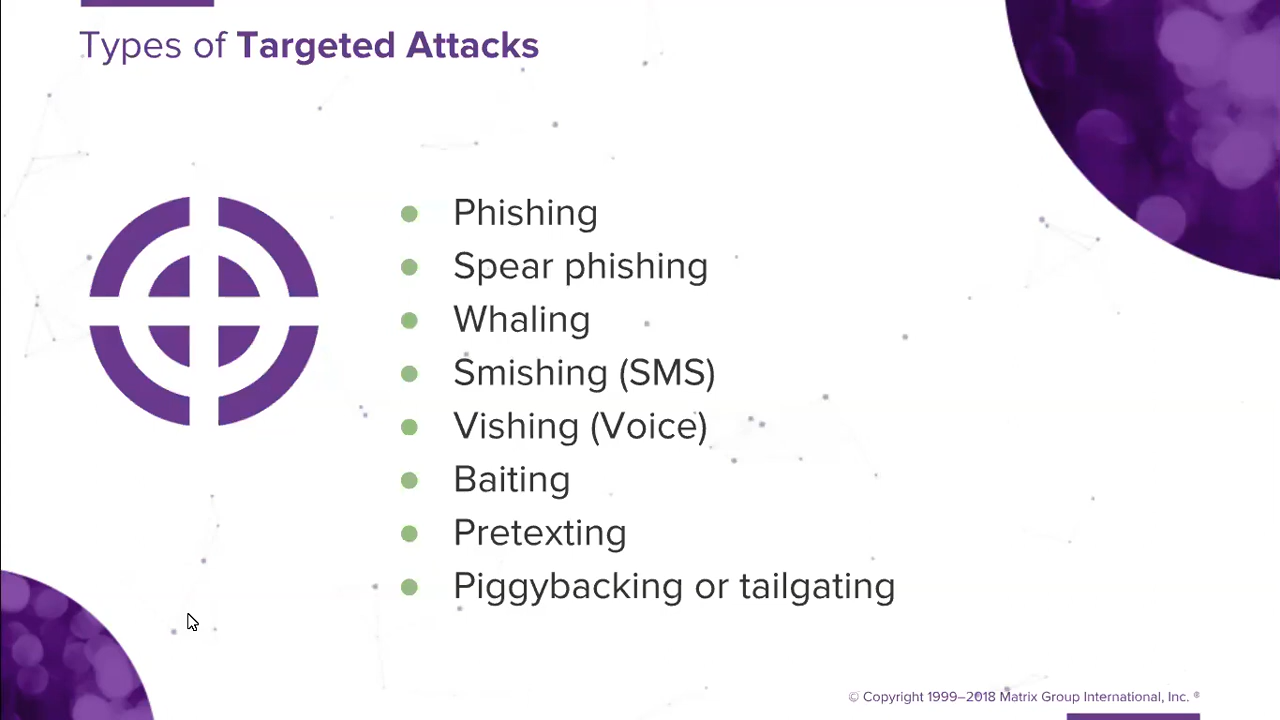 Types of Targeted Attacks
Phishing
Spear phishing
Whaling
Smishing (SMS)
Vishing (Voice)
Baiting
Pretexting
Piggybacking or tailgating
© Copyright 1999–2018 Matrix Group International, Inc. ®